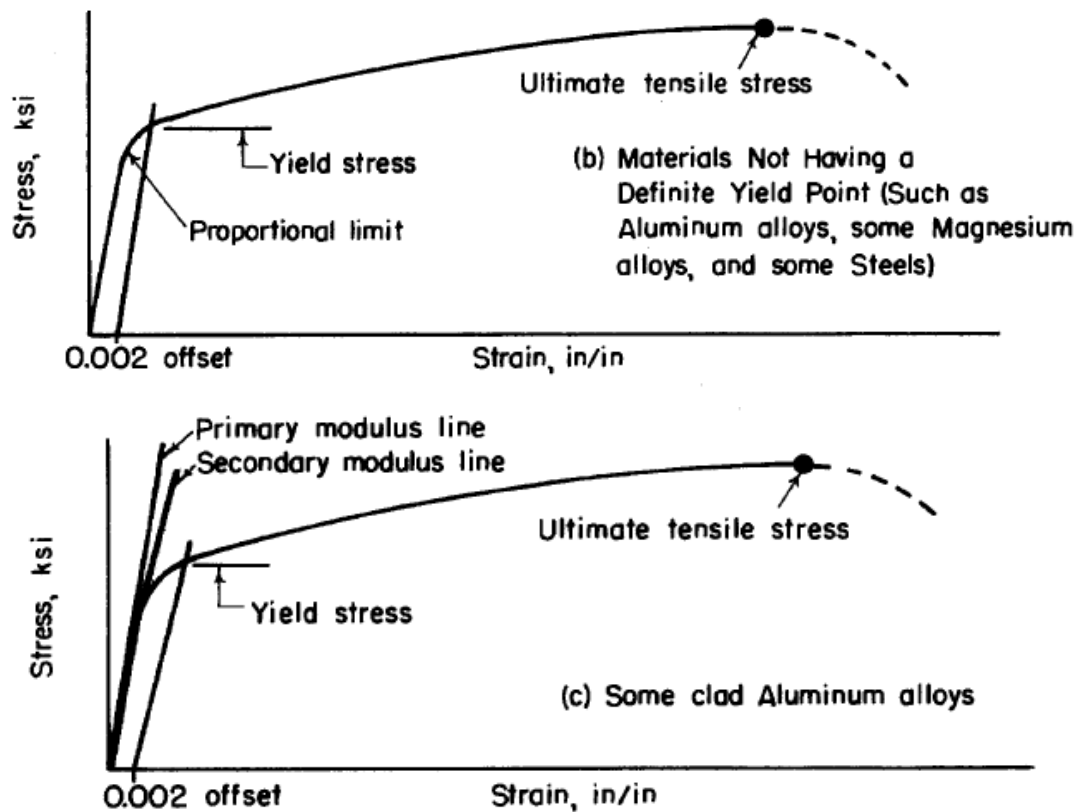 Stress, ksi
Ultimate tensile stress
Yield stress
Proportional limit
(b) Materials Not Having a
Definite Yield Point (Such as
Aluminum alloys, some Magnesium
alloys, and some Steels)
0.002 offset
Strain, in/in
Primary modulus line
Secondary modulus line
Stress, ksi
Ultimate tensile stress
Yield stress
(c) Some clad Aluminum alloys
0.002 offset
Strain, in/in